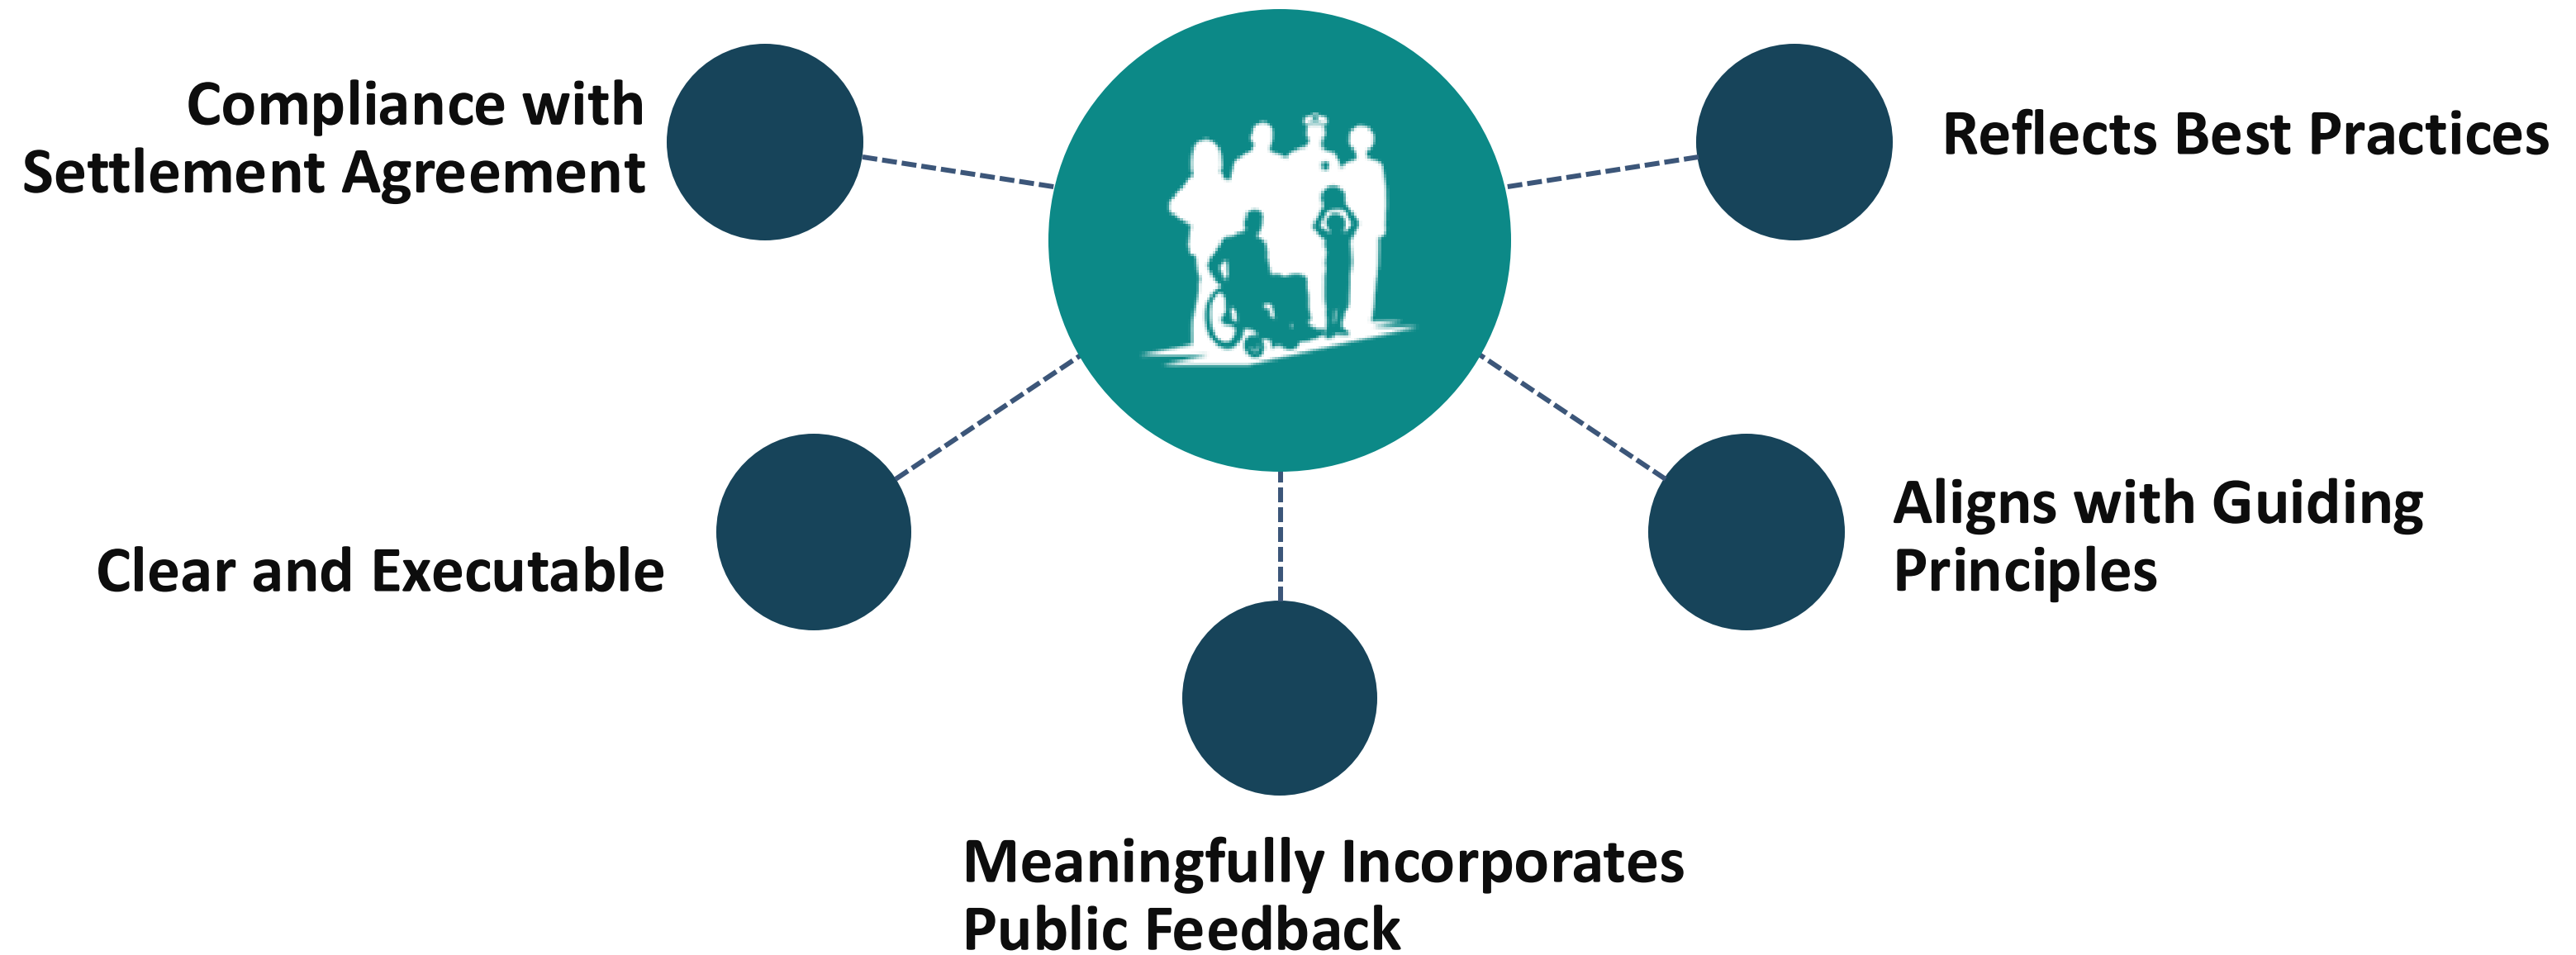 Compliance with
Settlement Agreement
Reflects Best Practices
Clear and Executable
Aligns with Guiding
Principles
Meaningfully Incorporates
Public Feedback